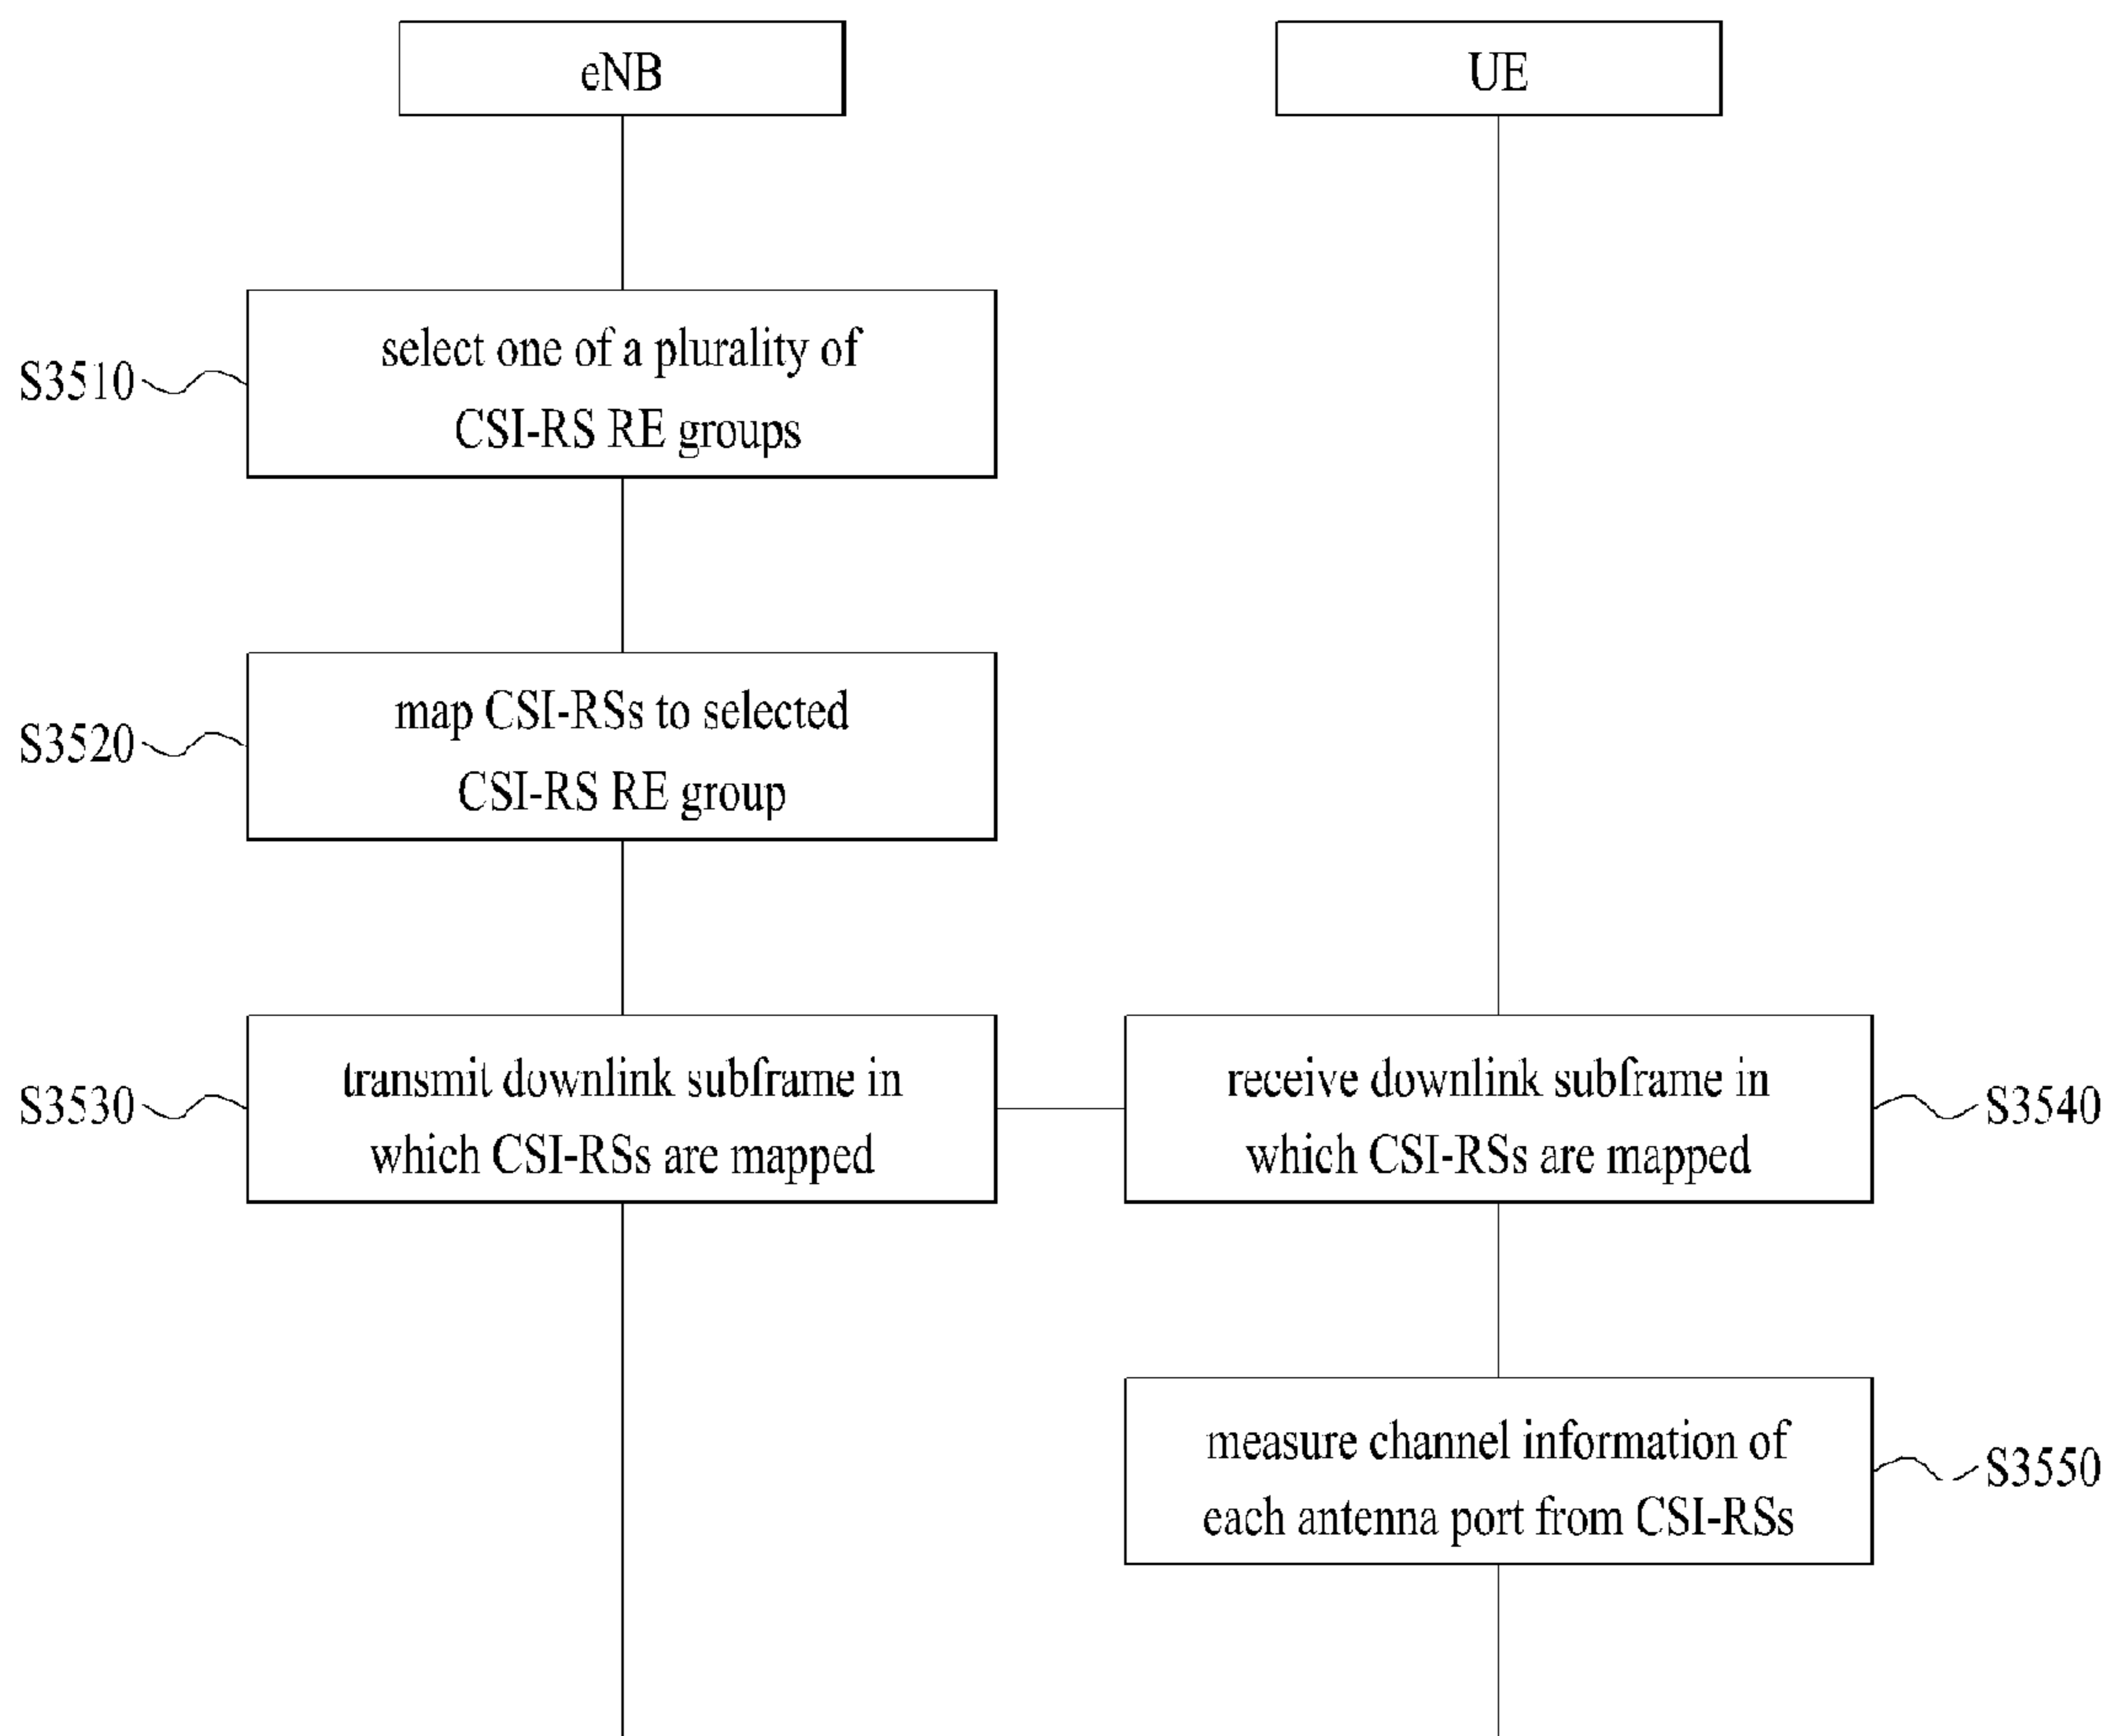 eNB
UE
S3510
select one of a plurality of
CSI-RS RE groups
S3520
map CSI-RSs to selected
CSI-RS RE group
S3530
transmit downlink subframe in
which CSI-RSs are mapped
receive downlink subframe in
which CSI-RSs are mapped
S3540
measure channel information of
each antenna port from CSI-RSs
S3550